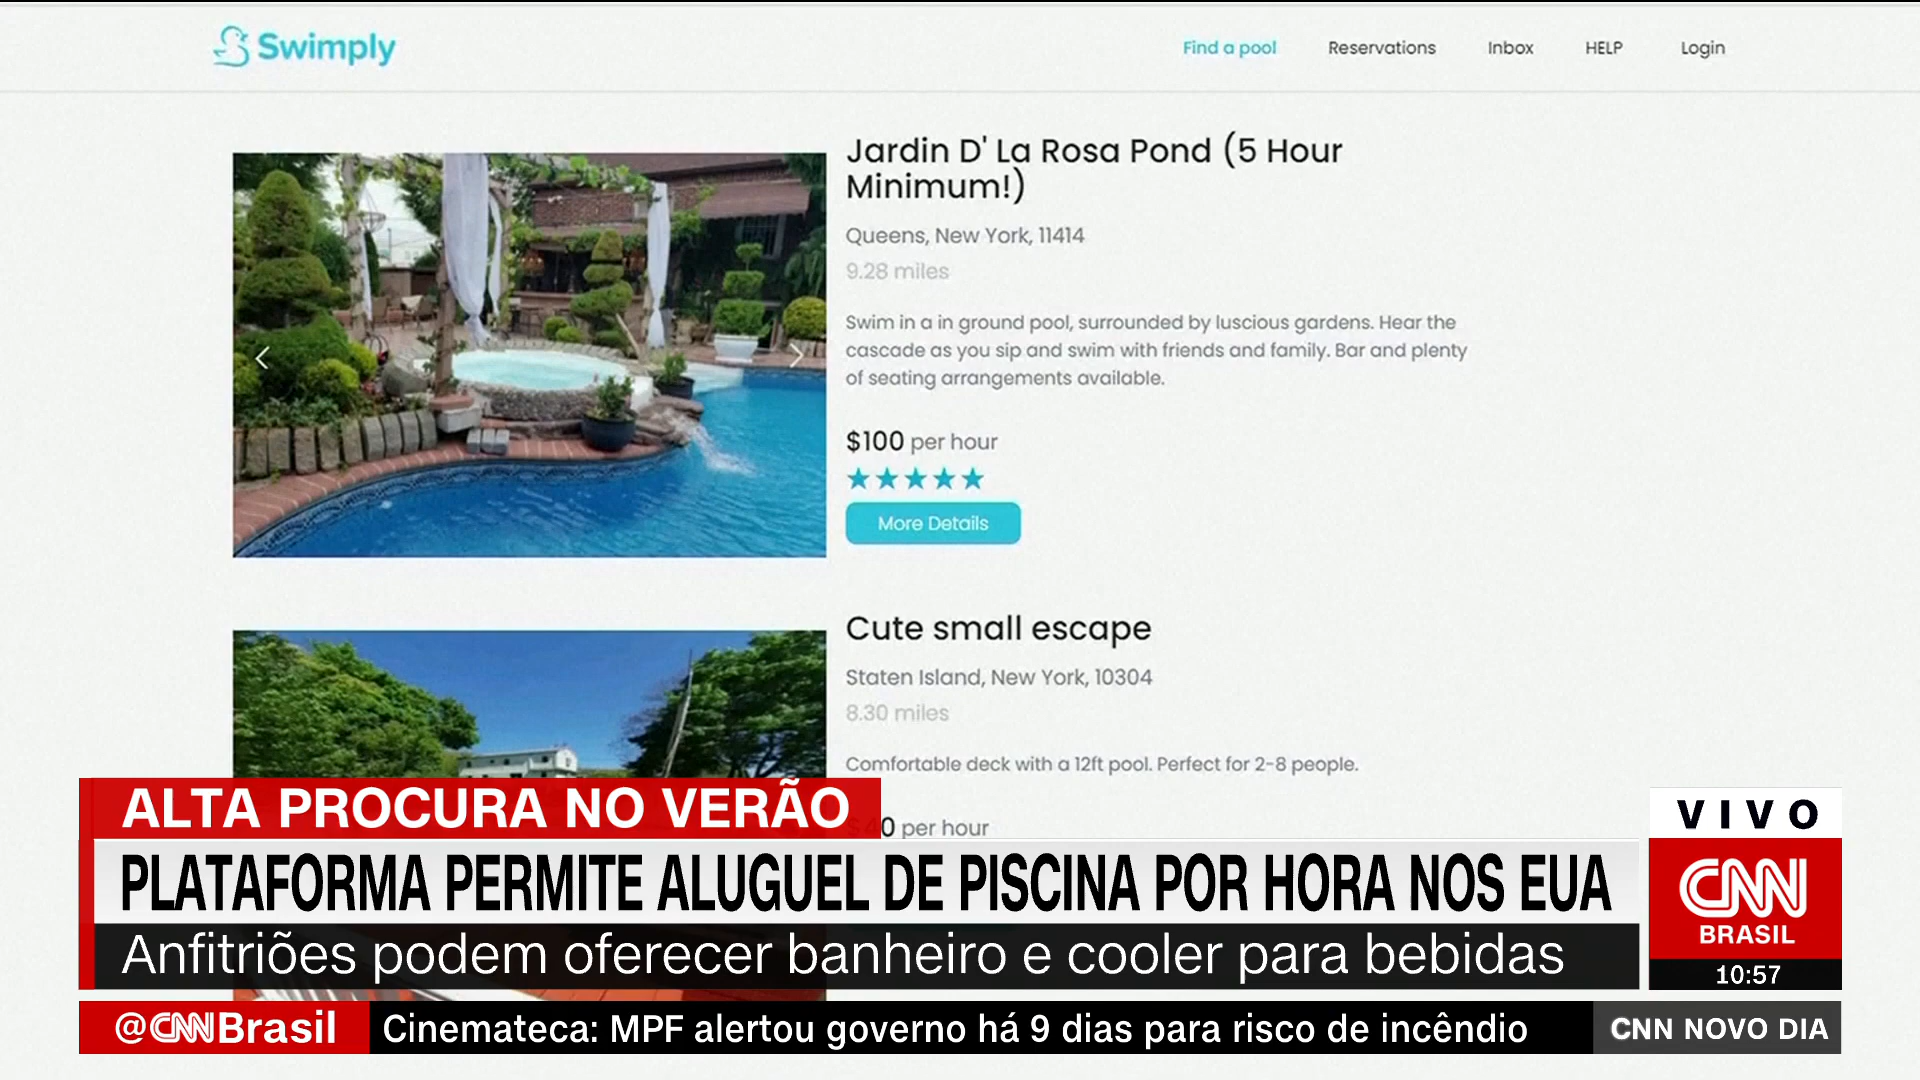 Swimply
Find a pool
Reservations
Inbox
HELP
Login
Jardin D' La Rosa Pond (5 Hour
Minimum!)
Queens, New York, 11414
9.28 miles
Swim in a in ground pool, surrounded by luscious gardens. Hear the
cascade as you sip and swim with friends and family. Bar and plenty
of seating arrangements available.
$100 per hour
More Details
Cute small escape
Staten Island, New York, 10304
8.30 miles
Comfortable deck with a 12ft pool. Perfect for 2-8 people.
per hour
ALTA PROCURA NO VERÃO
PLATAFORMA PERMITE ALUGUEL DE PISCINA POR HORA NOS EUA
Anfitriões podem oferecer banheiro e cooler para bebidas
VIVO
CNN
BRASIL
10:57
@CNNBrasil
Cinemateca: MPF alertou governo há 9 dias para risco de incêndio
CNN NOVO DIA